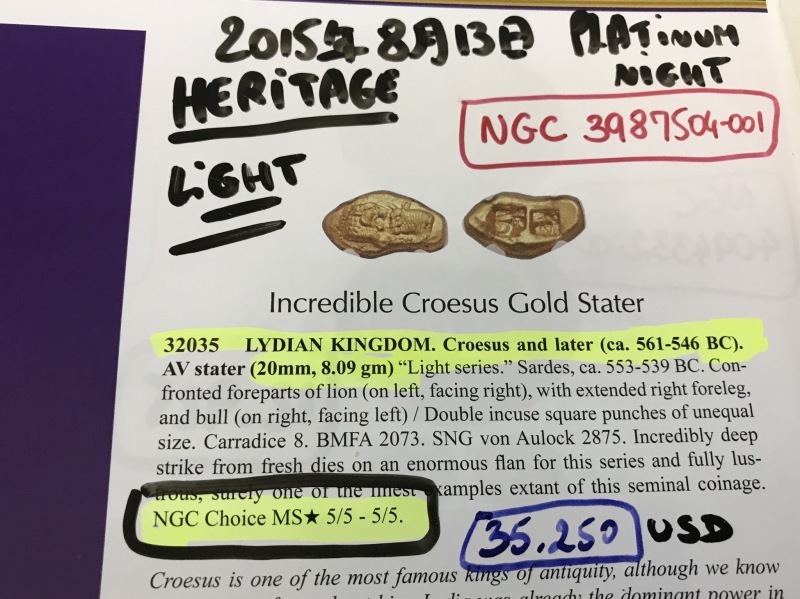 2015年8月13日 PLATINUM
NIGHT
HERITAGE
NGC 3987504-001
LIGHT
Incredible Croesus Gold Stater
32035 LYDIAN KINGDOM. Croesus and later (ca. 561-546 BC).
AV stater (20mm, 8.09 gm) “Light series.” Sardes, ca. 553-539 BC. Con-
fronted foreparts of lion (on left, facing right), with extended right foreleg,
and bull (on right, facing left) / Double incuse square punches of unequal
size. Carradice 8. BMFA 2073. SNG von Aulock 2875. Incredibly deep
strike from fresh dies on an enormous flan for this series and fully lus-
trous, surely one of the finest examples extant of this seminal coinage.
NGC Choice MS★ 5/5 - 5/5.
35.250 USD
Croesus is one of the most famous kings of antiquity, although we know
already the dominant power in